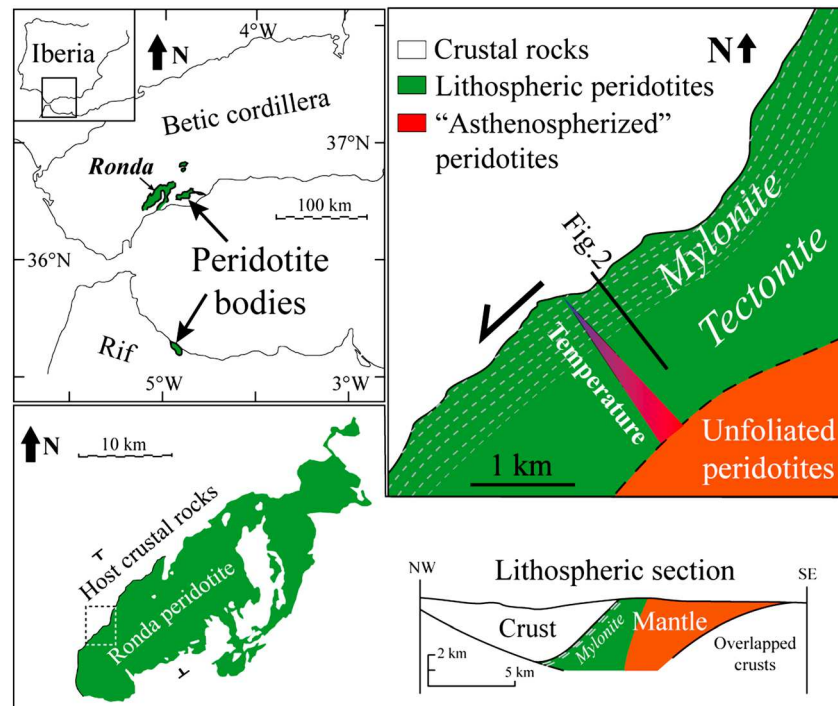 Iberia
N
4°W
Betic cordillera
37°N
Ronda
100 km
36°N
Peridotite
bodies
Rif
5°W
3°W
Crustal rocks
Lithospheric peridotites
“Asthenospherized”
peridotites
N
Fig.2
Mylonite
Tectonite
Temperature
Unfoliated
peridotites
1 km
N
10 km
Host crustal rocks
Ronda peridotite
Lithospheric section
NW
SE
Crust
Mylonite
Mantle
Overlapped
crusts
2 km
5 km